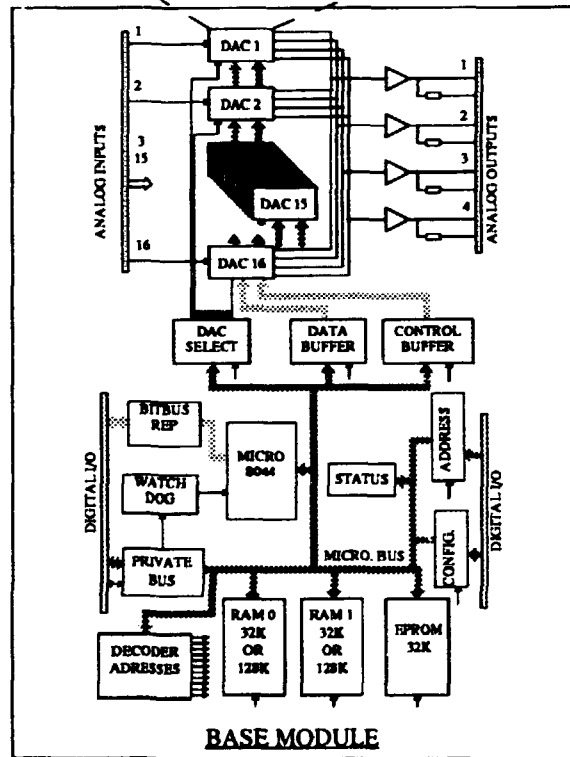 DAC 1
1
1
DAC 2
2
2
3
15
ANALOG INPUTS
DAC 15
3
4
ANALOG OUTPUTS
16
DAC 16
DAC
SELECT
DATA
BUFFER
CONTROL
BUFFER
BITBUS
REP
MICRO
8044
ADDRESS
DIGITAL I/O
WATCH
DOG
STATUS
DIGITAL I/O
PRIVATE
BUS
MICRO. BUS
CONFIG.
DECODER
ADRESSES
RAM 0
32K
OR
128K
RAM 1
32K
OR
128K
EPROM
32K
BASE MODULE